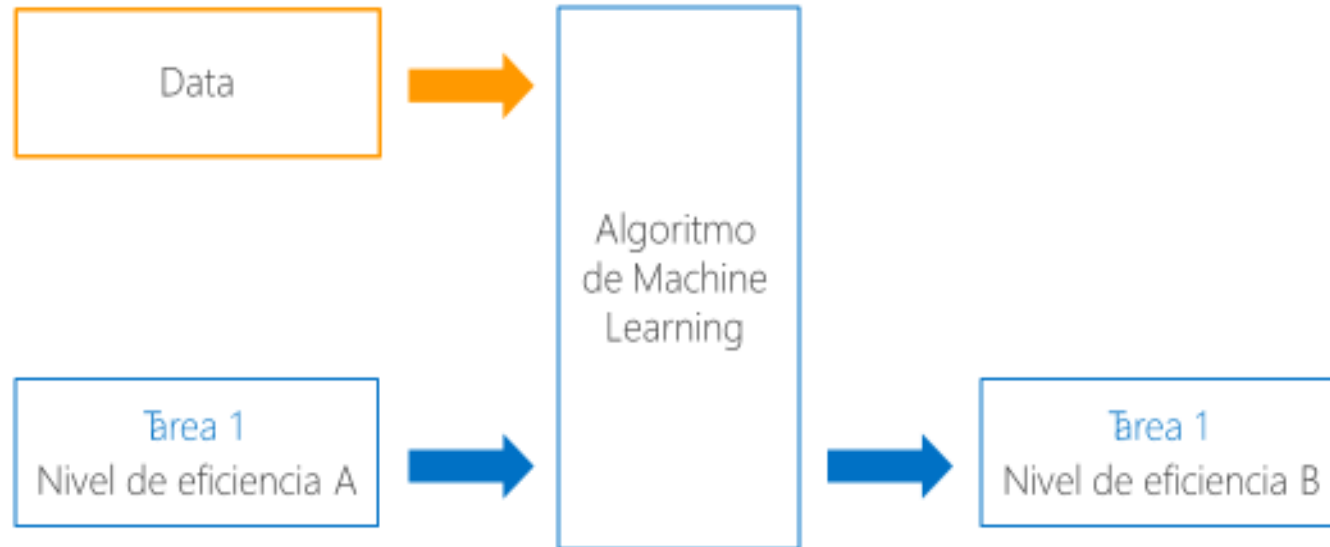 Data
Algoritmo
de Machine
Learning
Tarea 1
Nivel de eficiencia A
Tarea 1
Nivel de eficiencia B